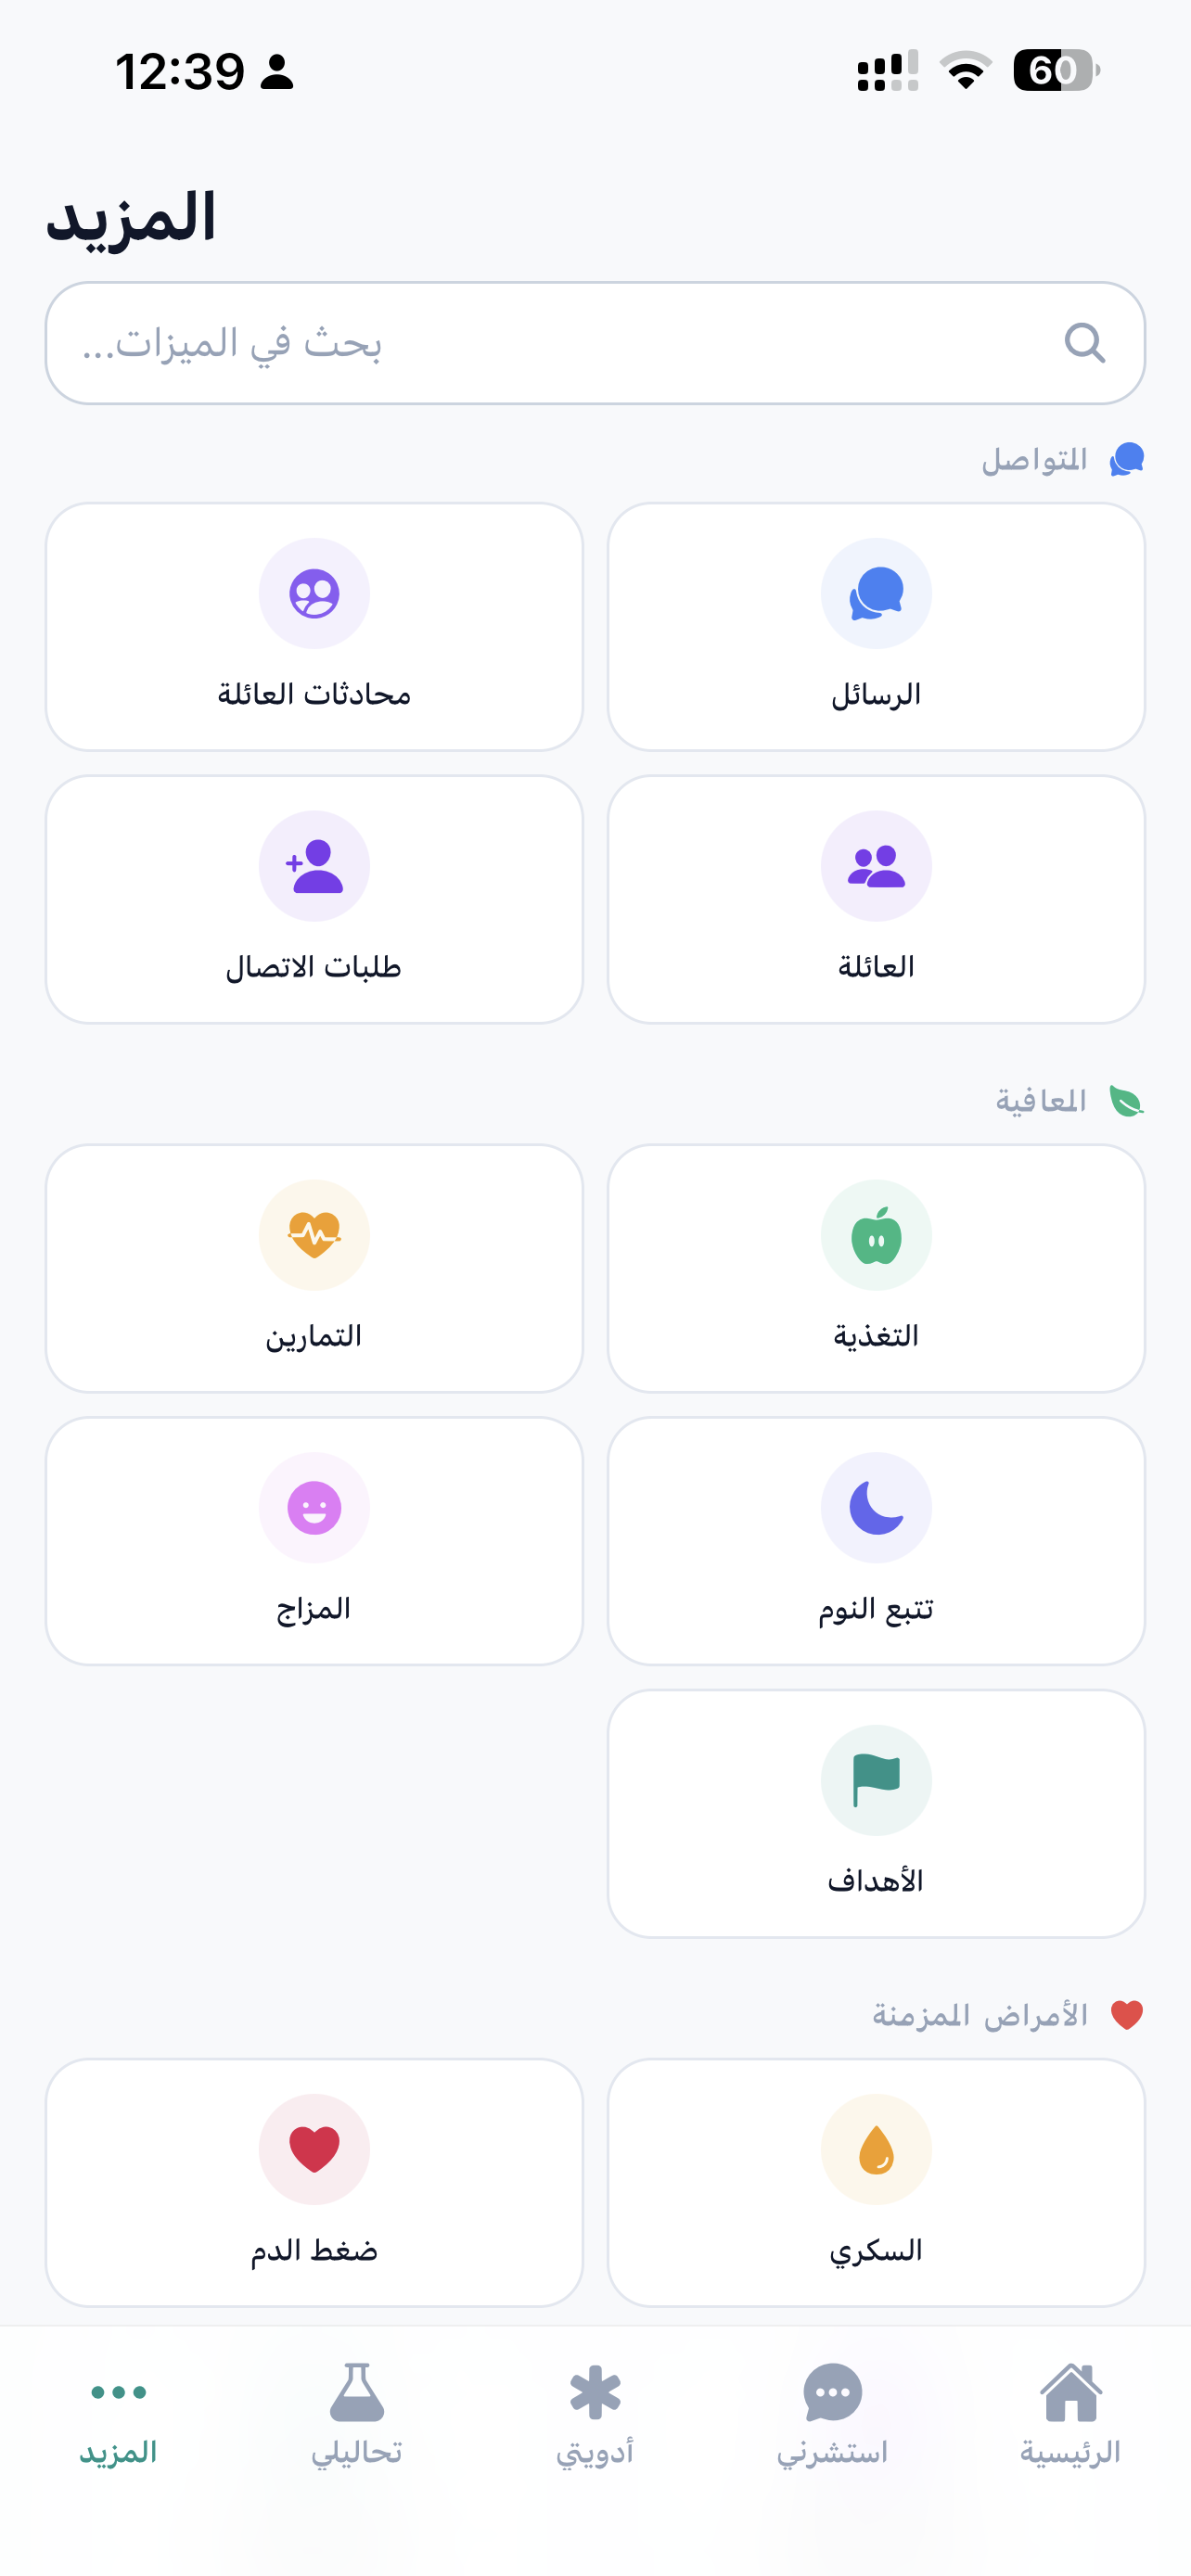 12:39
60
المزيد
بحث في الميزات...
التواصل
الرسائل
محادثات العائلة
العائلة
طلبات الاتصال
المعافية
التغذية
التمارين
تتبع النوم
المزاج
الأهداف
الأمراض المزمنة
السكري
ضغط الدم
الرئيسية
استشرني
أدويتي
تحاليلي
المزيد